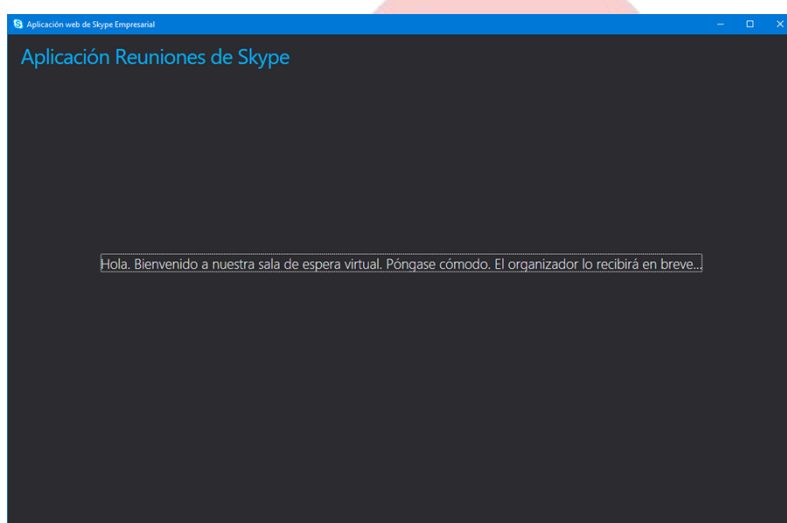 Aplicación web de Skype Empresarial
Aplicación Reuniones de Skype
Hola. Bienvenido a nuestra sala de espera virtual. Póngase cómodo. El organizador lo recibirá en breve...